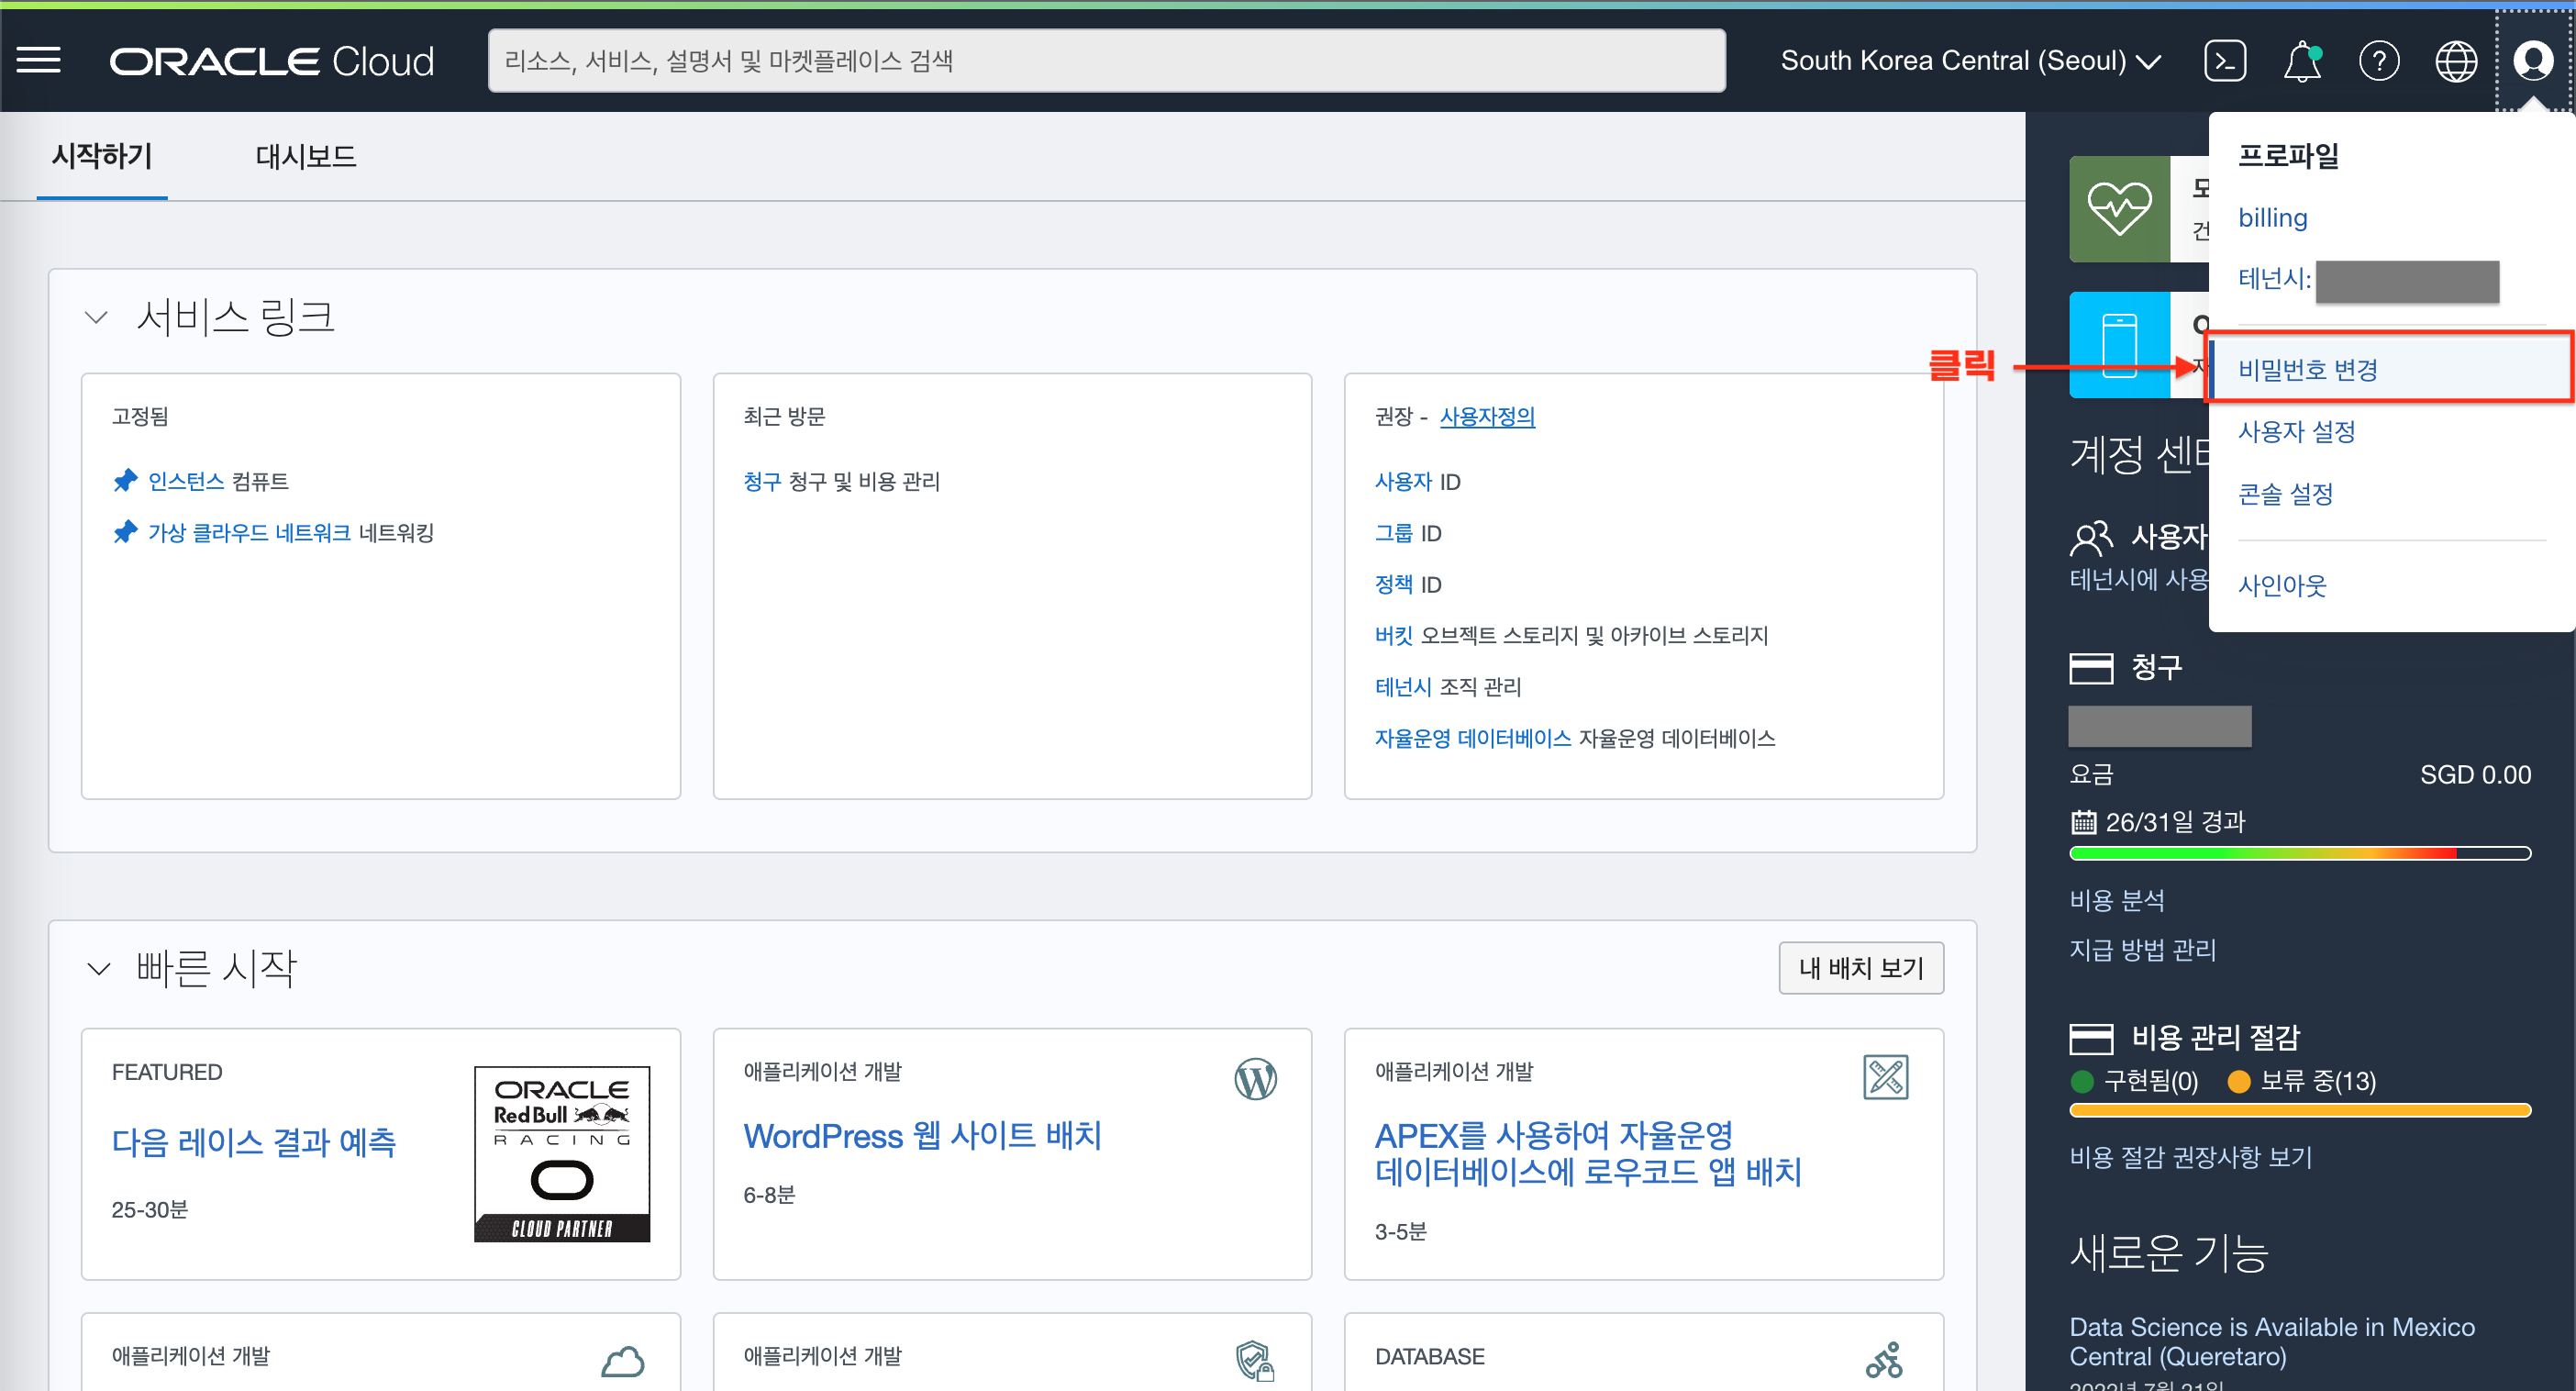 ORACLE Cloud
리소스, 서비스, 설명서 및 마켓플레이스 검색
South Korea Central (Seoul)
시작하기
대시보드
서비스 링크
고정됨
인스턴스 컴퓨트
가상 클라우드 네트워크 네트워킹
최근 방문
청구 청구 및 비용 관리
권장 - 사용자정의
사용자 ID
그룹 ID
정책 ID
버킷 오브젝트 스토리지 및 아카이브 스토리지
테넌시 조직 관리
자율운영 데이터베이스 자율운영 데이터베이스
빠른 시작
내 배치 보기
FEATURED
다음 레이스 결과 예측
25-30분
ORACLE
Red Bull
RACING
CLOUD PARTNER
애플리케이션 개발
WordPress 웹 사이트 배치
6-8분
애플리케이션 개발
APEX를 사용하여 자율운영
데이터베이스에 로우코드 앱 배치
3-5분
애플리케이션 개발
애플리케이션 개발
DATABASE
프로파일
billing
테넌시:
클릭
비밀번호 변경
사용자 설정
콘솔 설정
사인아웃
계정
사용자
테넌시에 사용
청구
요금
SGD 0.00
26/31일 경과
비용 분석
지급 방법 관리
비용 관리 절감
구현됨(0)
보류 중(13)
비용 절감 권장사항 보기
새로운 기능
Data Science is Available in Mexico
Central (Queretaro)